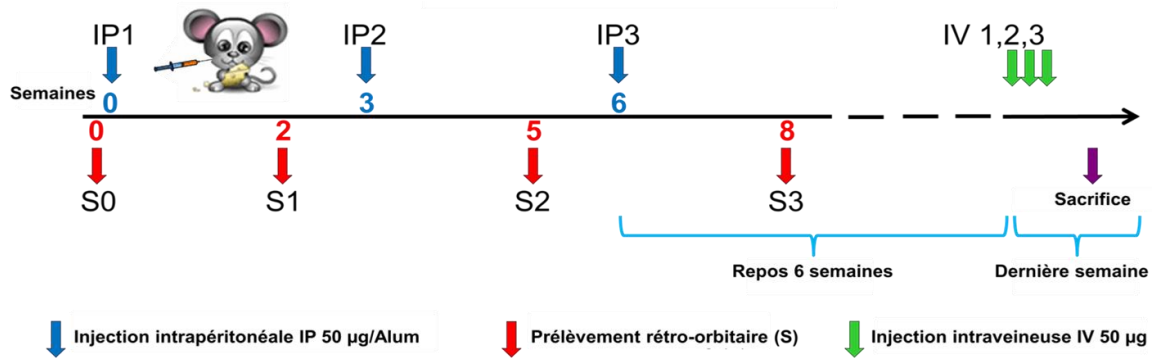 IP1 IP2 IP3 IV 1,2,3
Semaines 0 3 6
0 2 5 8
S0 S1 S2 S3 Sacrifice
Repos 6 semaines Dernière semaine
Injection intrapéritonéale IP 50 µg/Alum Prélèvement rétro-orbitaire (S) Injection intraveineuse IV 50 µg